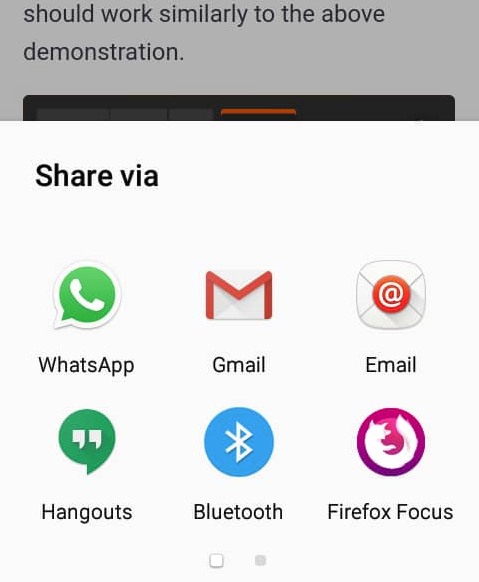 should work similarly to the above
demonstration.
Share via
@
WhatsApp Gmail Email
Hangouts Bluetooth Firefox Focus